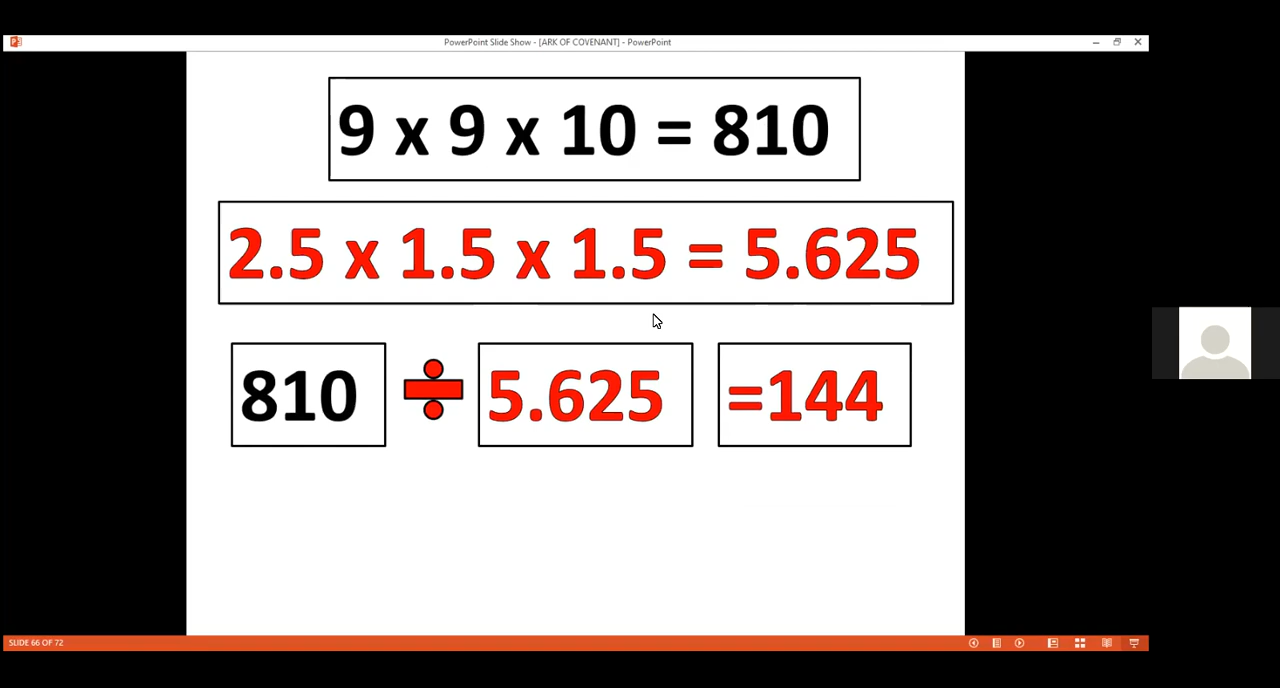 PowerPoint Slide Show - [ARK OF COVENANT] - PowerPoint
9 x 9 x 10 = 810
2.5 x 1.5 x 1.5 = 5.625
810 ÷ 5.625 =144
SLIDE 66 OF 72